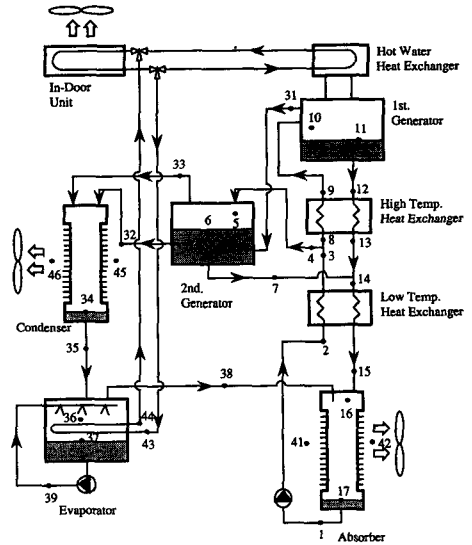 Hot Water
Heat Exchanger
In-Door
Unit
31
10
1st.
Generator
11
33
9
12
High Temp.
Heat Exchanger
6
5
32
8
13
4
3
46
45
34
2nd.
Generator
7
14
Low Temp.
Heat Exchanger
Condenser
35
2
38
15
36
44
16
37
43
41
42
39
17
Evaporator
1
Absorber